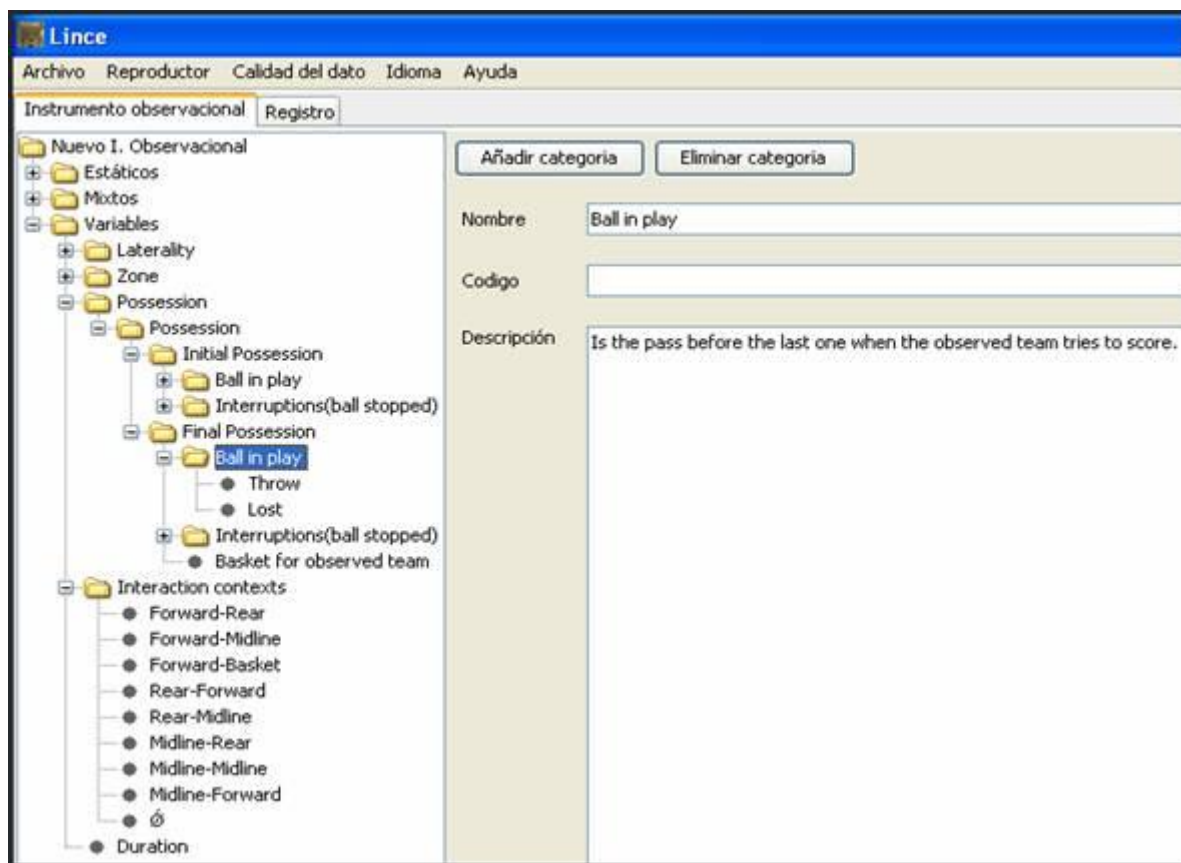 Lince
Archivo Reproductor Calidad del dato Idioma Ayuda
Instrumento observacional Registro
Nuevo I. Observacional
Estáticos
Mixtos
Variables
Laterality
Zone
Possession
Possession
Initial Possession
Ball in play
Interruptions(ball stopped)
Final Possession
Ball in play
Throw
Lost
Interruptions(ball stopped)
Basket for observed team
Interaction contexts
Forward-Rear
Forward-Midline
Forward-Basket
Rear-Forward
Rear-Midline
Midline-Rear
Midline-Midline
Midline-Forward
Ǿ
Duration
Añadir categoria Eliminar categoria
Nombre Ball in play
Codigo
Descripción Is the pass before the last one when the observed team tries to score.